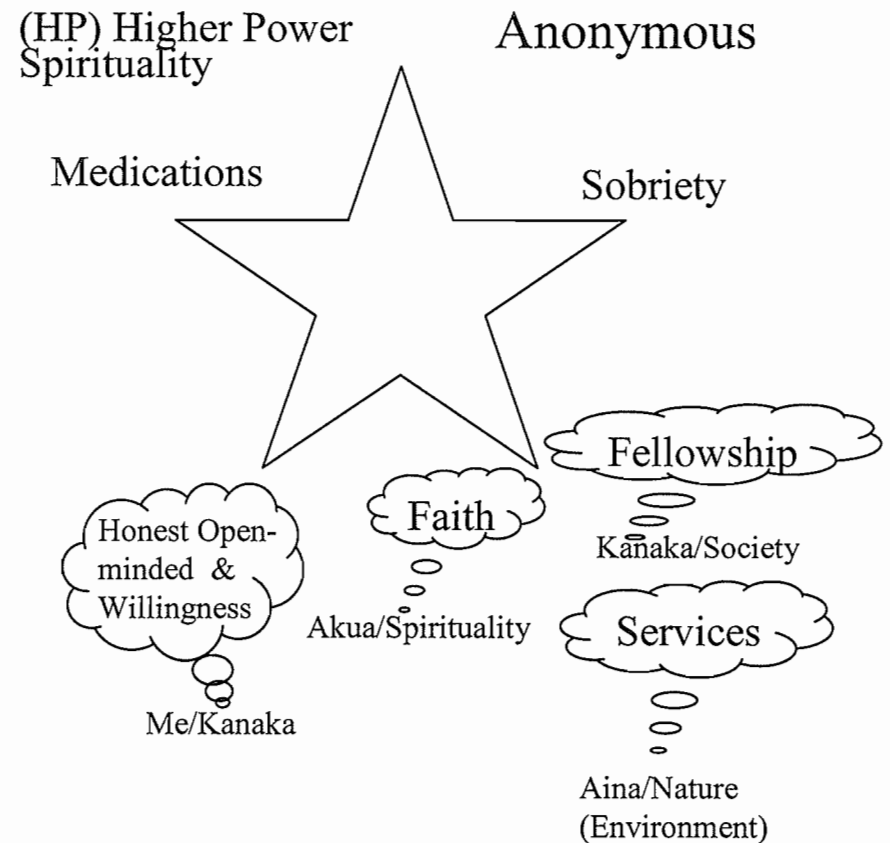 (HP) Higher Power
Spirituality
Anonymous
Medications
Sobriety
Fellowship
Kanaka/Society
Honest Open-
minded &
Willingness
Me/Kanaka
Faith
Akua/Spirituality
Services
Aina/Nature
(Environment)